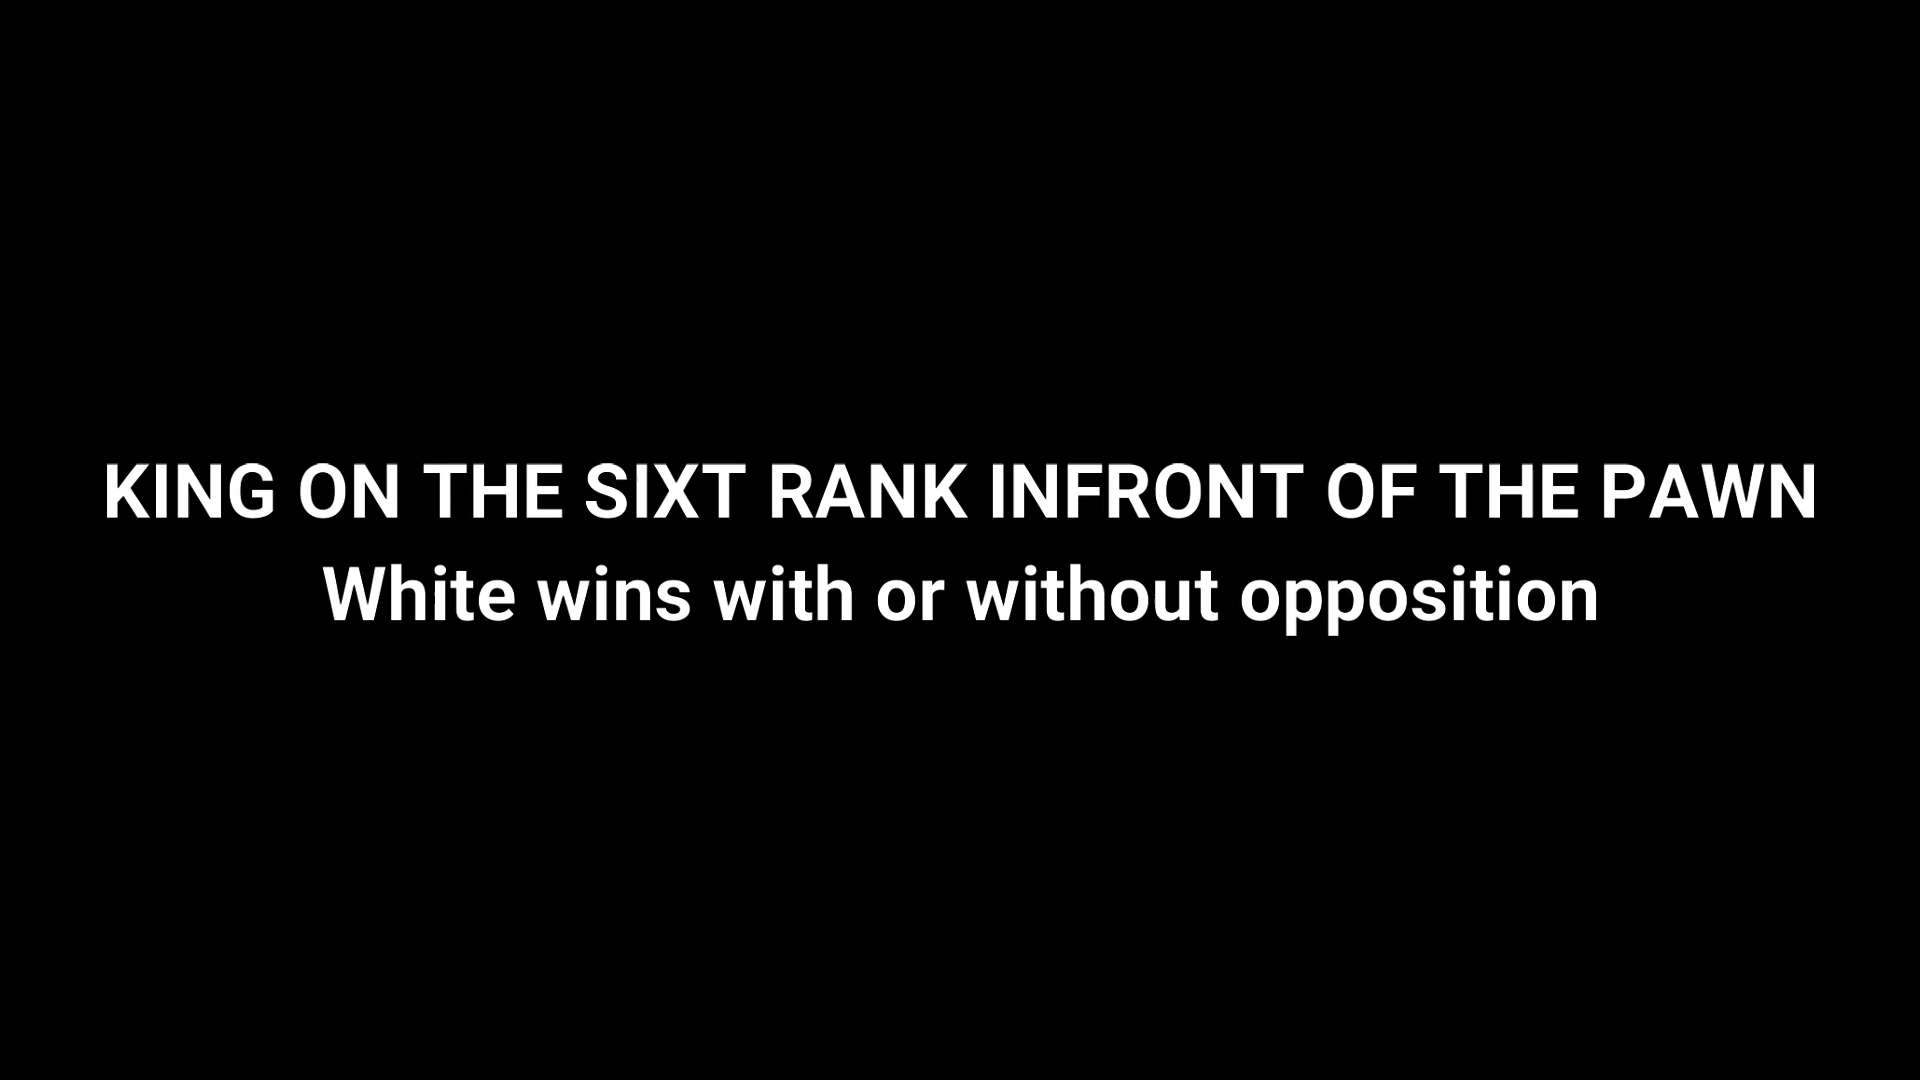 KING ON THE SIXT RANK INFRONT OF THE PAWN
White wins with or without opposition